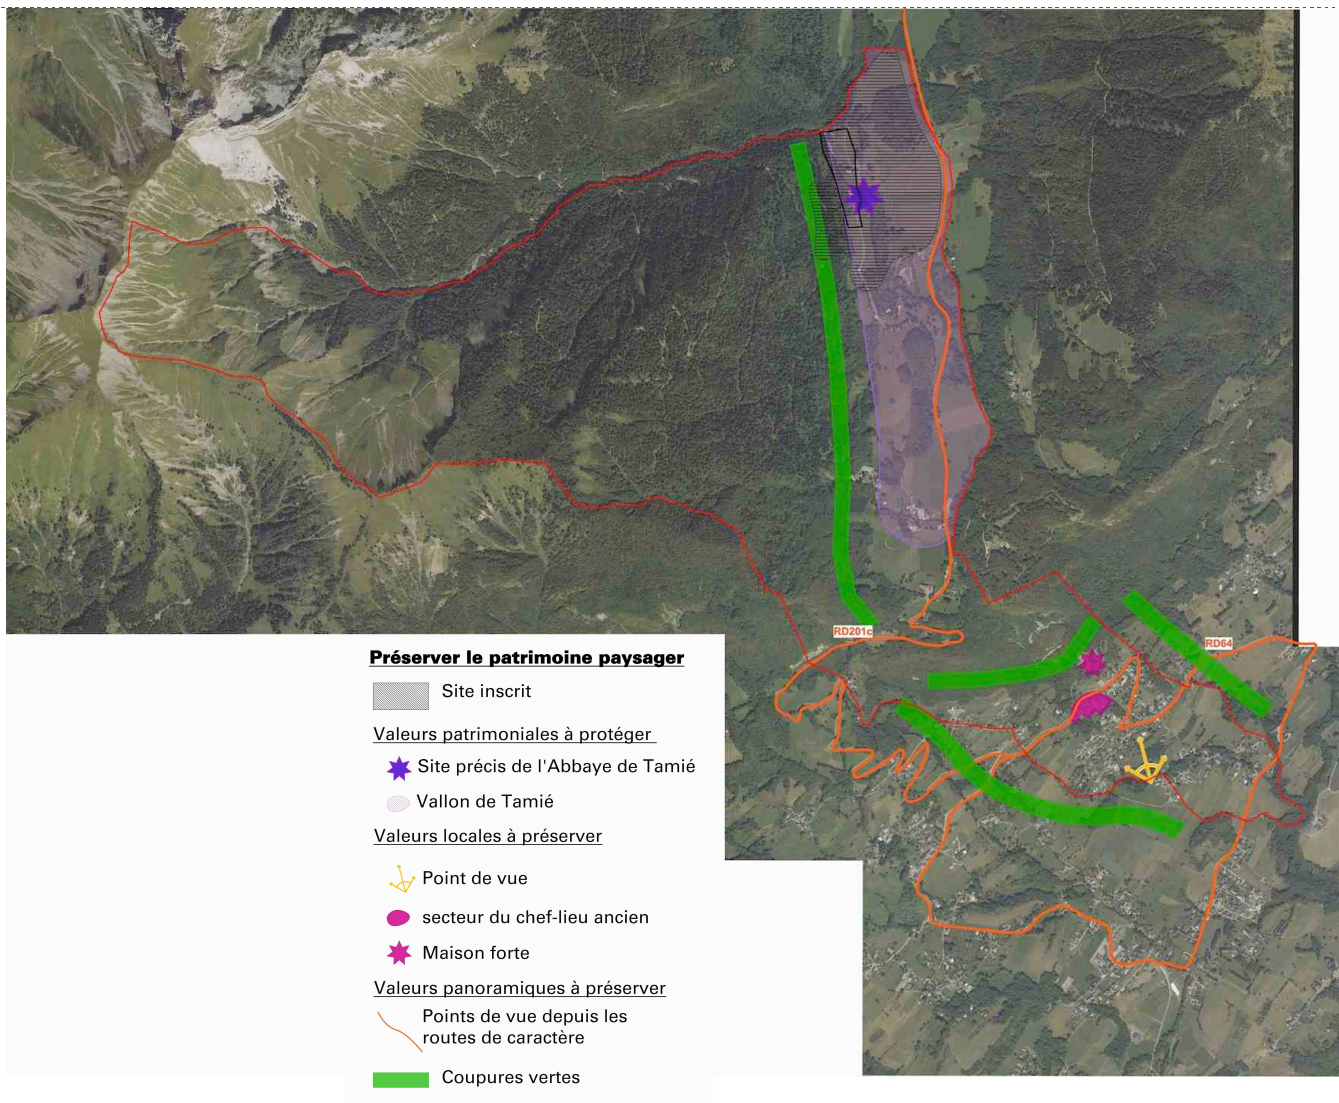 RD201c
RD64
Préserver le patrimoine paysager
Site inscrit
Valeurs patrimoniales à protéger
Site précis de l'Abbaye de Tamié
Vallon de Tamié
Valeurs locales à préserver
Point de vue
secteur du chef-lieu ancien
Maison forte
Valeurs panoramiques à préserver
Points de vue depuis les
routes de caractère
Coupures vertes